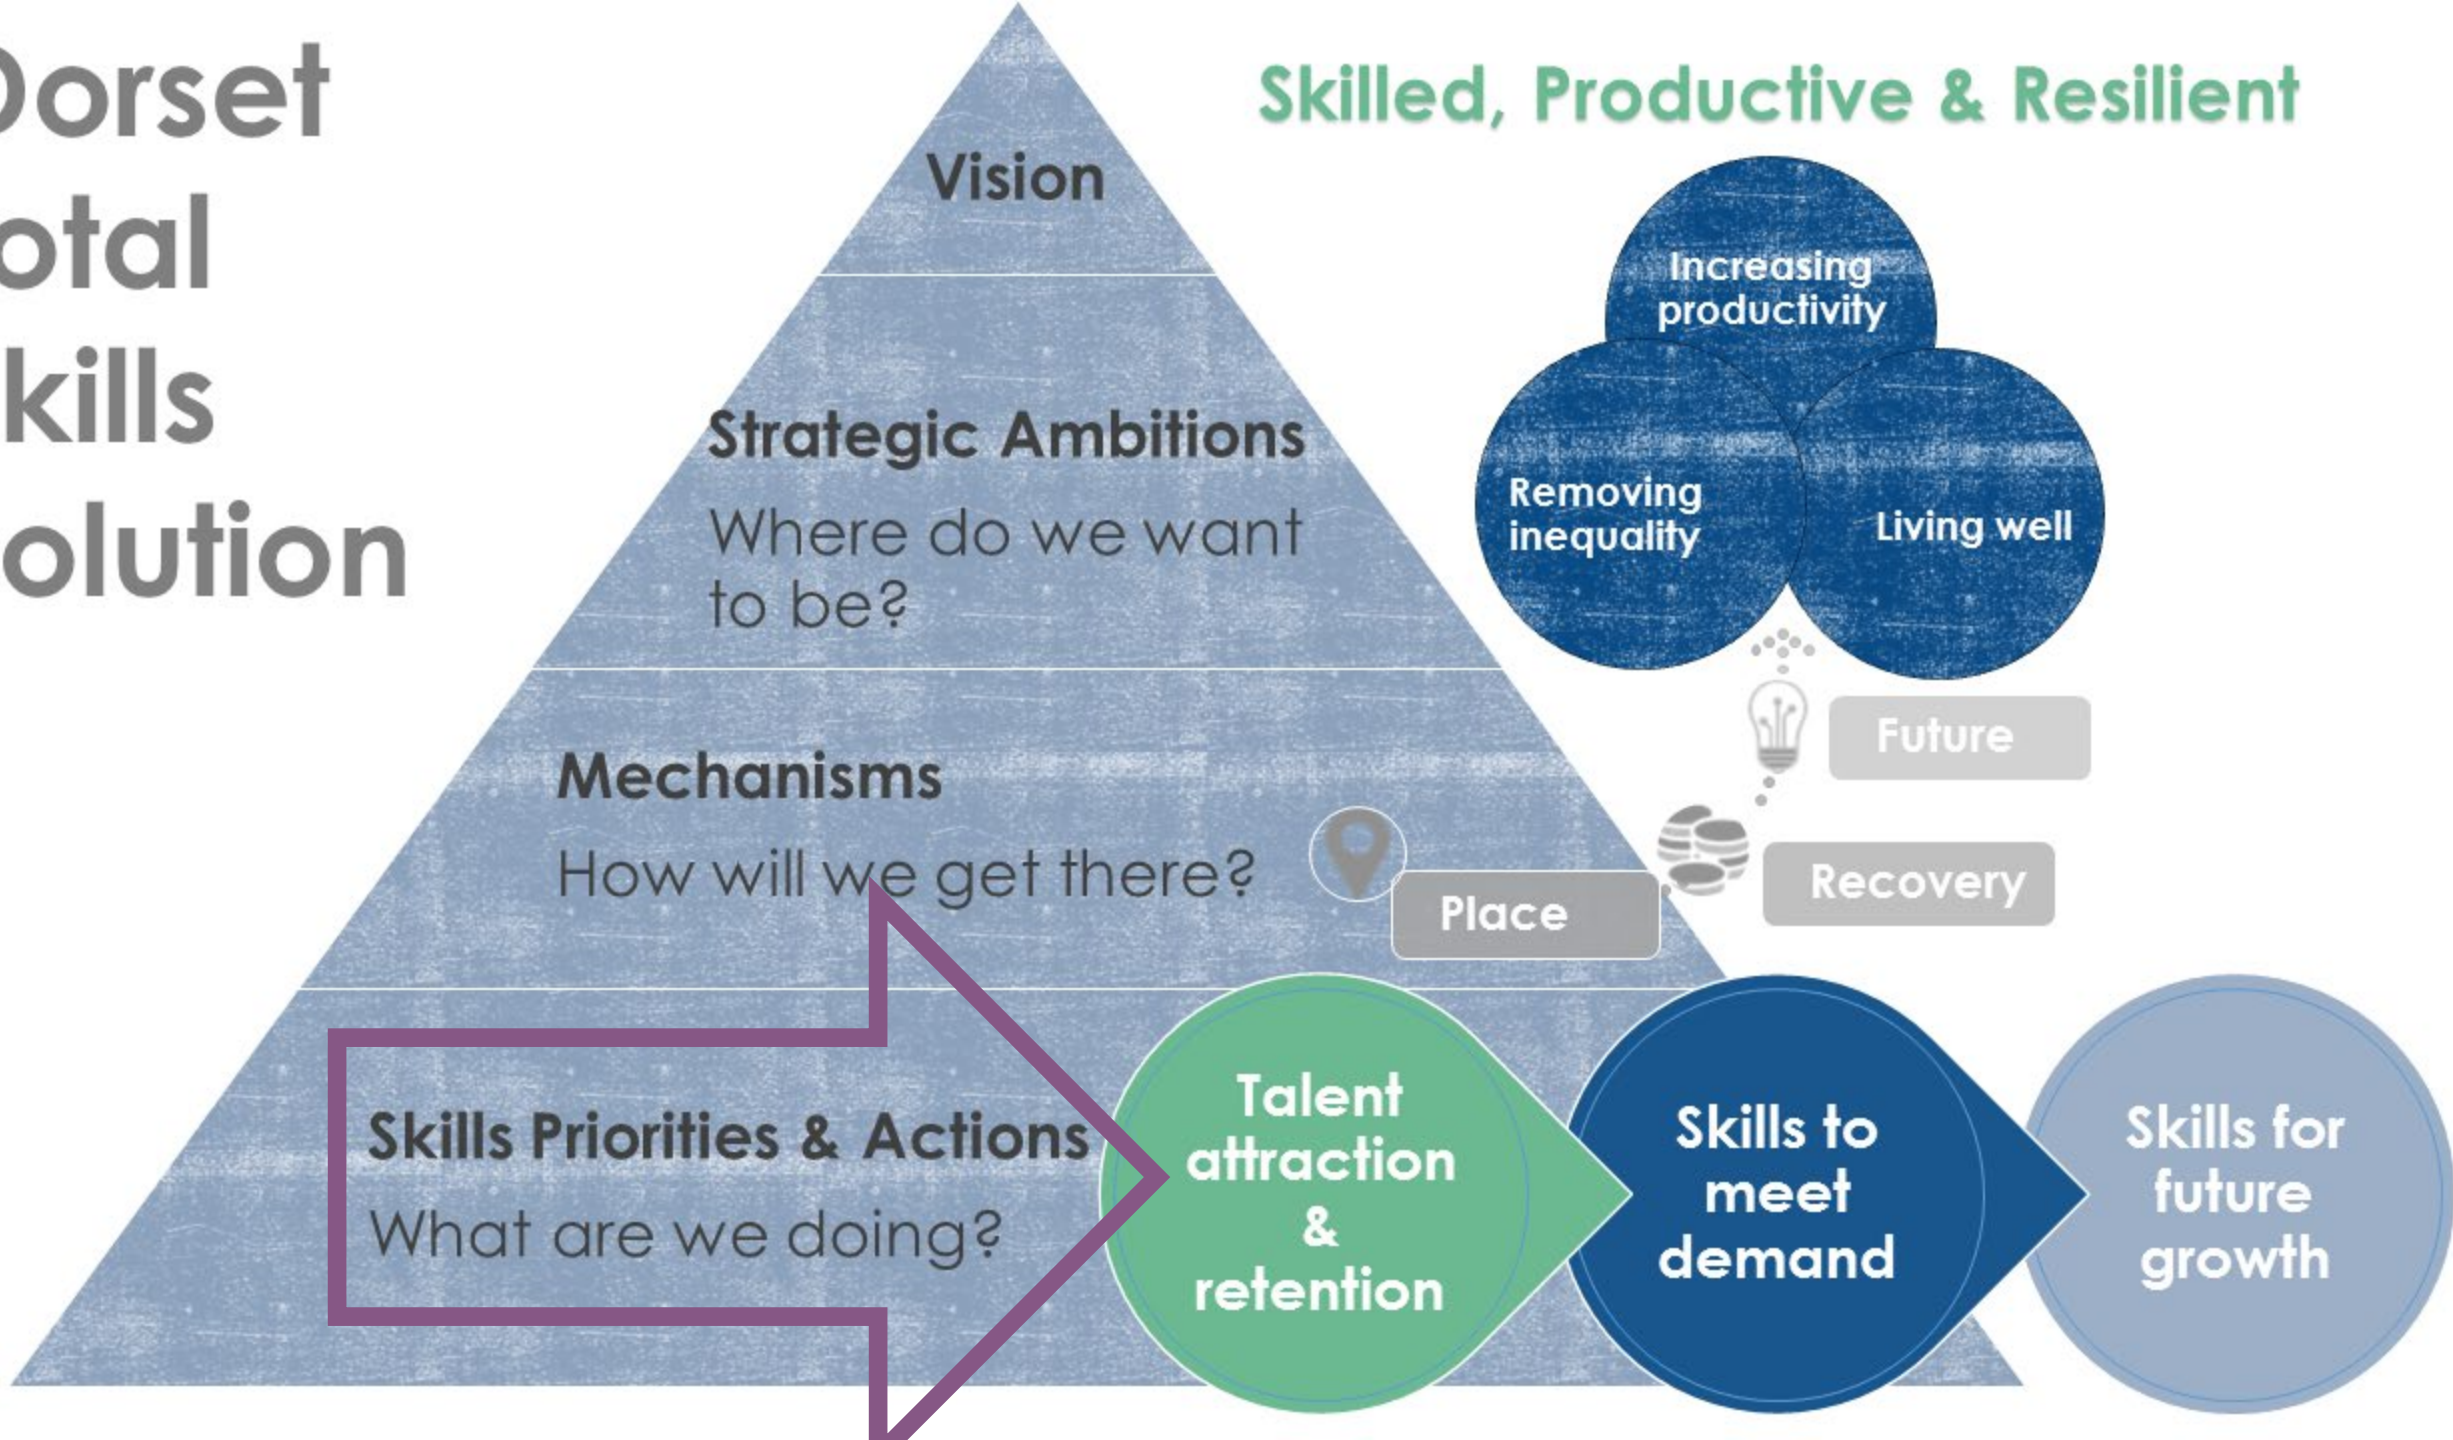 Dorset
otal
kills
olution
Skilled, Productive & Resilient
Vision
Increasing
productivity
Removing
inequality
Living well
Strategic Ambitions
Where do we want
to be?
Future
Mechanisms
How will we get there?
Place
Recovery
Skills Priorities & Actions
What are we doing?
Talent
attraction
&
retention
Skills to
meet
demand
Skills for
future
growth